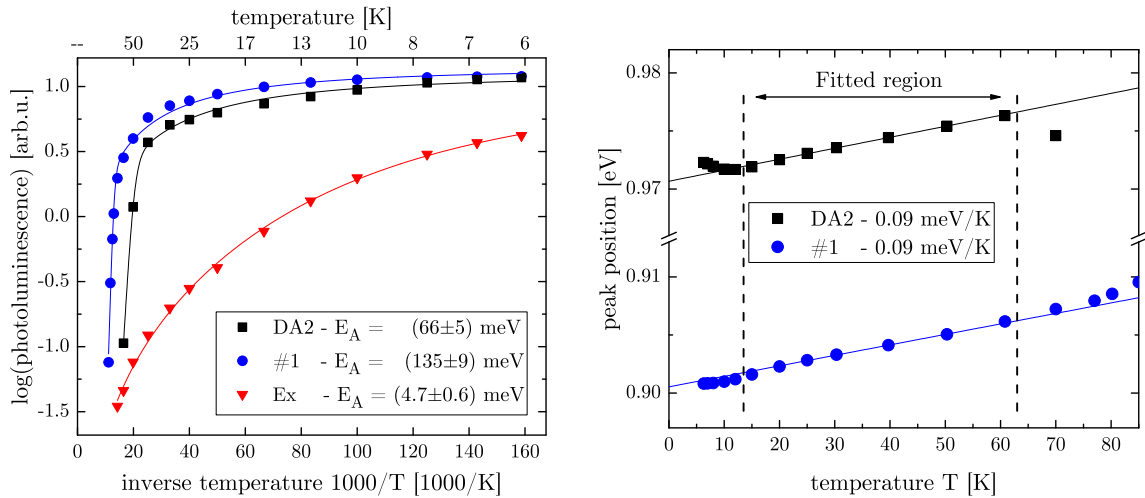 temperature [K]
-- 50 25 17 13 10 8 7 6
log(photoluminescence) [arb.u.]
1.0
0.5
0.0
-0.5
-1.0
-1.5
DA2 - E_A = (66±5) meV
#1 - E_A = (135±9) meV
Ex - E_A = (4.7±0.6) meV
0 20 40 60 80 100 120 140 160
inverse temperature 1000/T [1000/K]
peak position [eV]
0.98
0.97
0.91
0.90
Fitted region
DA2 - 0.09 meV/K
#1 - 0.09 meV/K
0 10 20 30 40 50 60 70 80
temperature T [K]